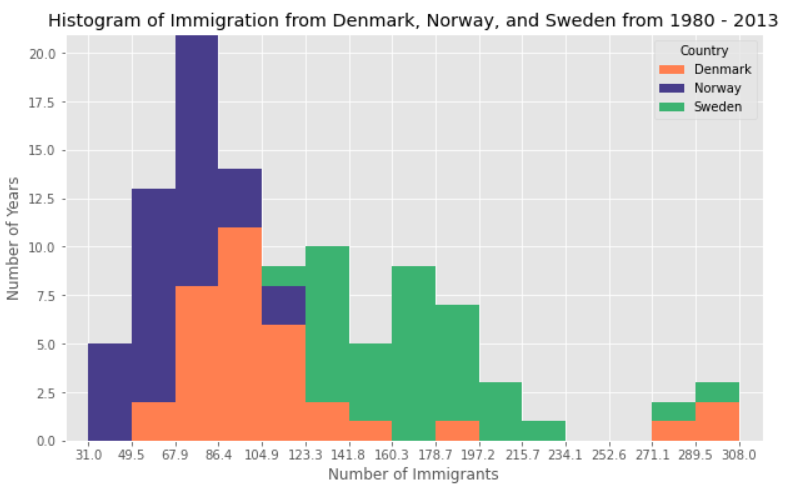 Histogram of Immigration from Denmark, Norway, and Sweden from 1980 - 2013
Country
Denmark
Norway
Sweden
Number of Years
20.0
17.5
15.0
12.5
10.0
7.5
5.0
2.5
0.0
31.0 49.5 67.9 86.4 104.9 123.3 141.8 160.3 178.7 197.2 215.7 234.1 252.6 271.1 289.5 308.0
Number of Immigrants